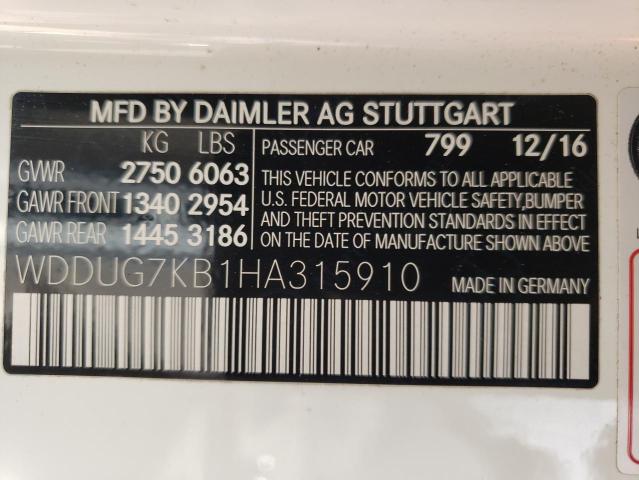 MFD BY DAIMLER AG STUTTGART
KG LBS
GVWR 2750 6063
GAWR FRONT 1340 2954
GAWR REAR 1445 3186
PASSENGER CAR 799 12/16
THIS VEHICLE CONFORMS TO ALL APPLICABLE
U.S. FEDERAL MOTOR VEHICLE SAFETY,BUMPER
AND THEFT PREVENTION STANDARDS IN EFFECT
ON THE DATE OF MANUFACTURE SHOWN ABOVE
WDDUG7KB1HA315910 MADE IN GERMANY